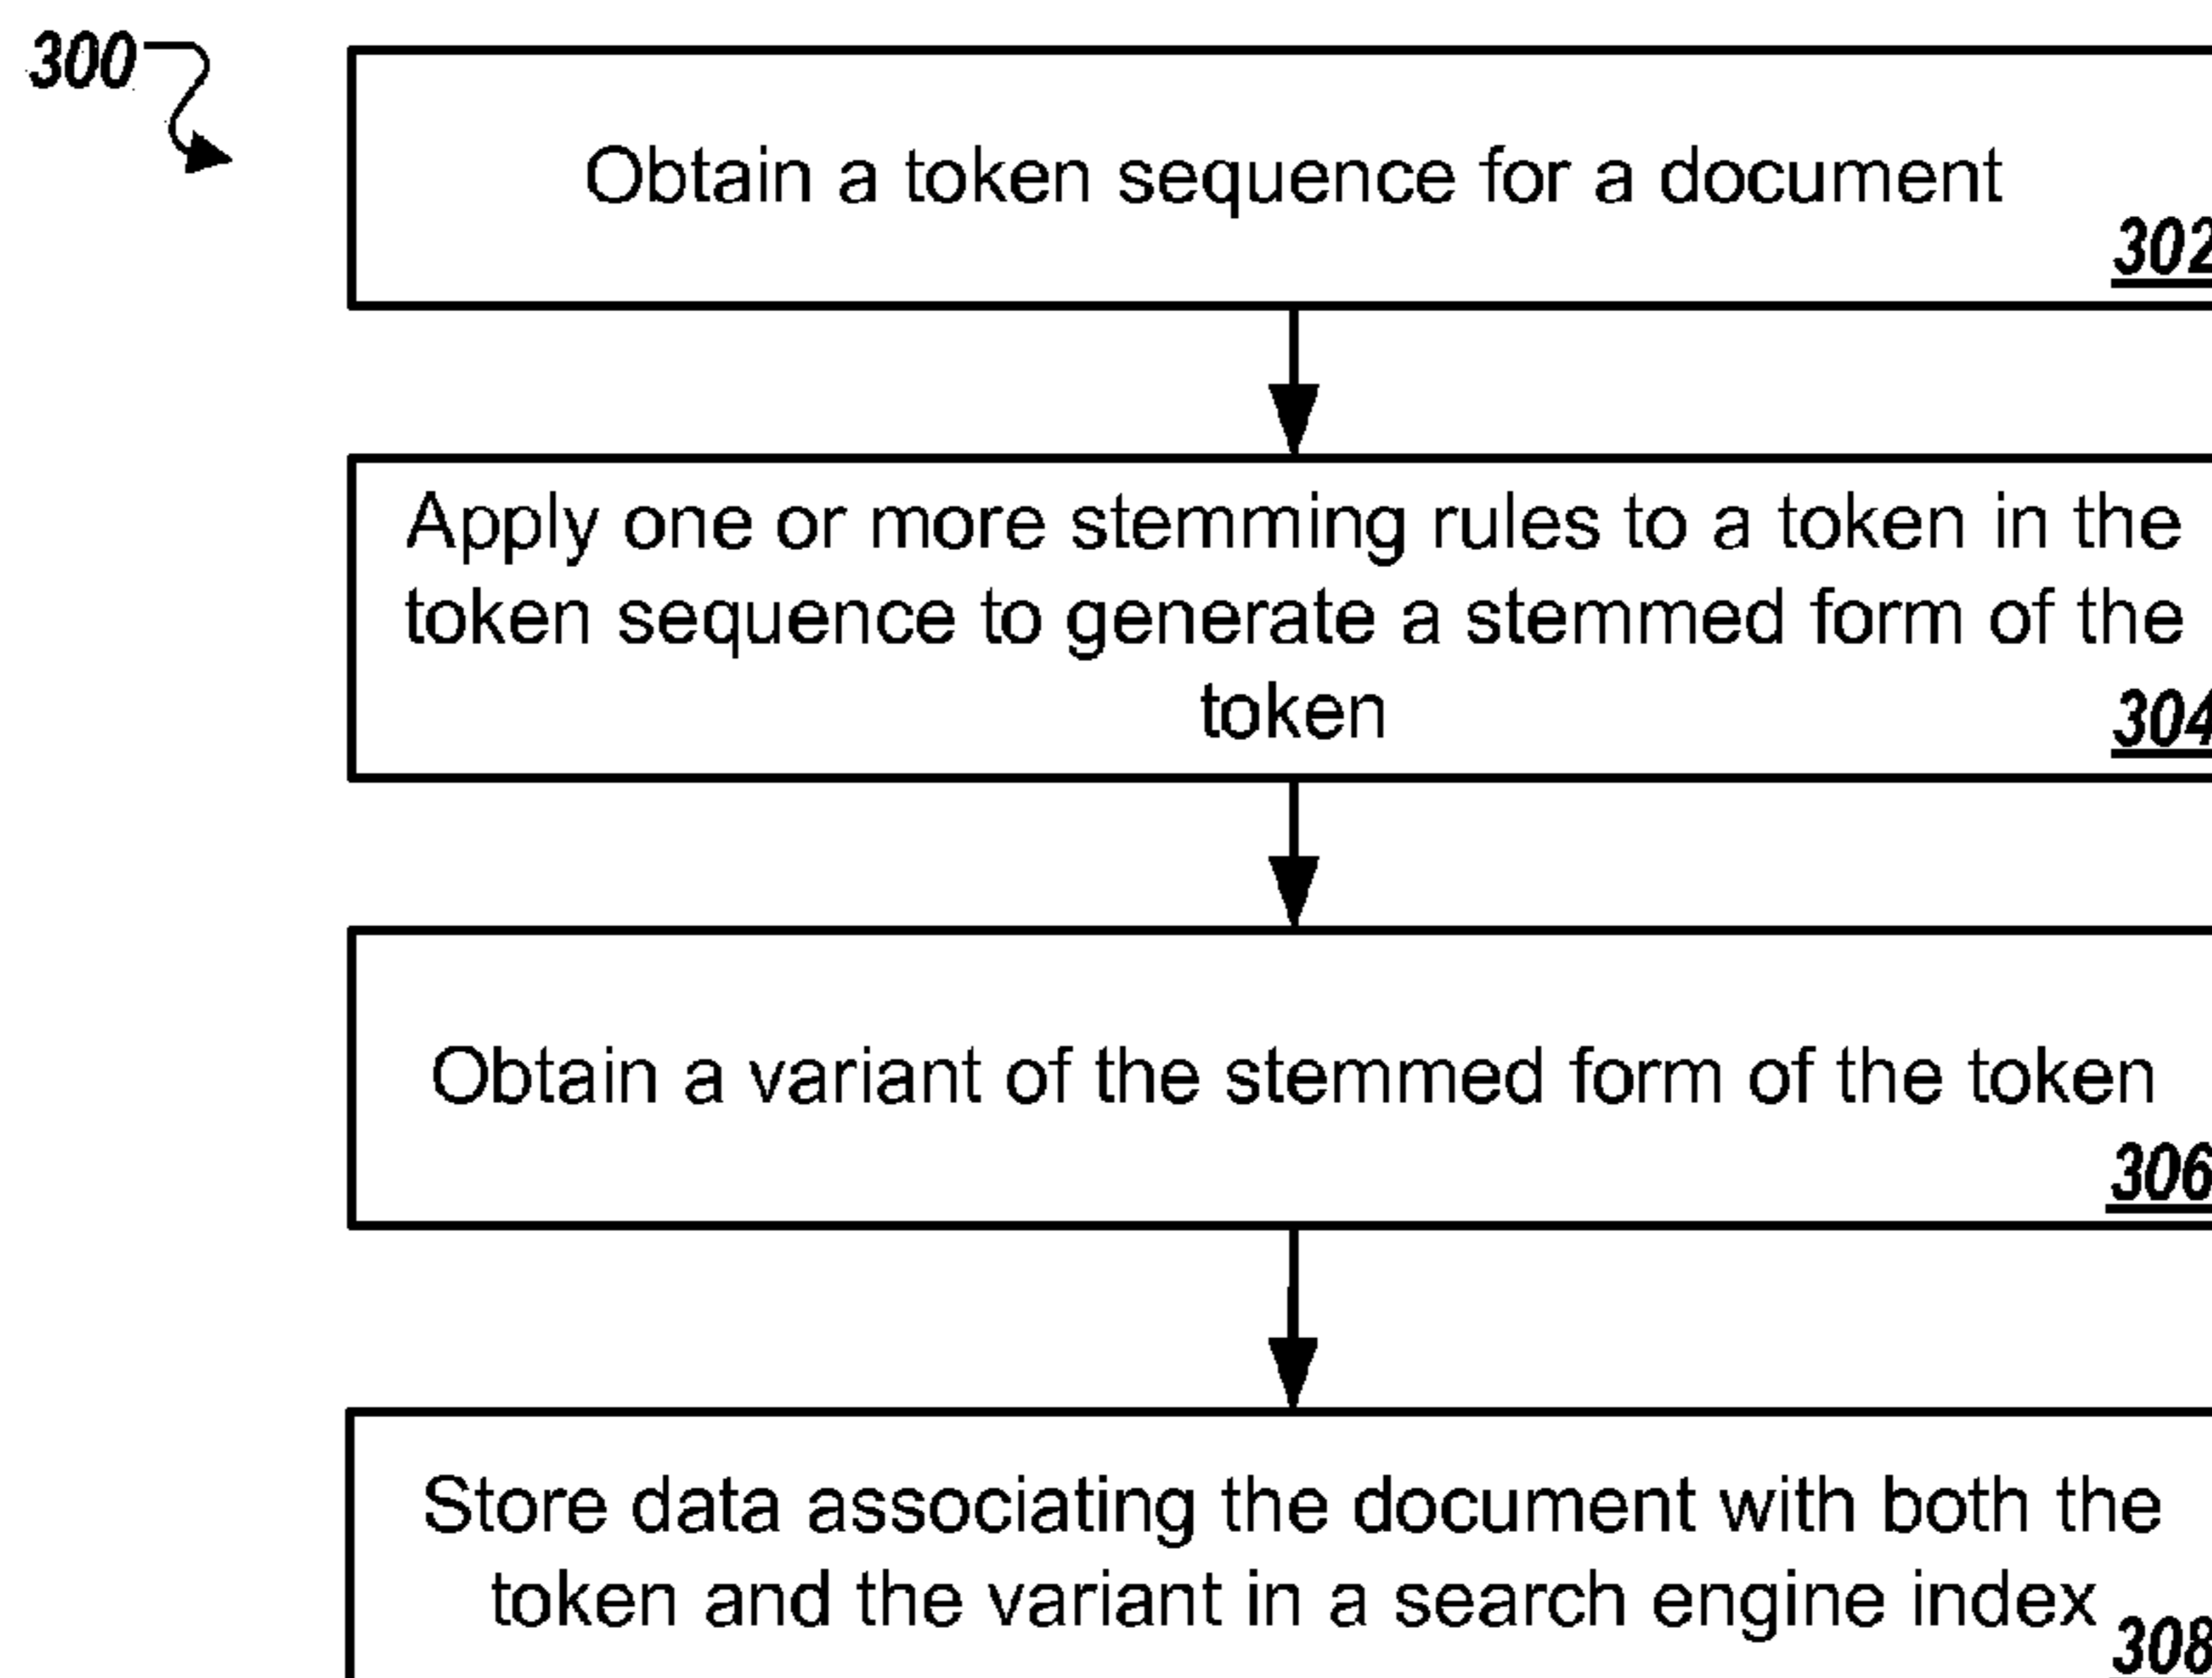 300
Obtain a token sequence for a document
302
Apply one or more stemming rules to a token in the
token sequence to generate a stemmed form of the
token
304
Obtain a variant of the stemmed form of the token
306
Store data associating the document with both the
token and the variant in a search engine index
308